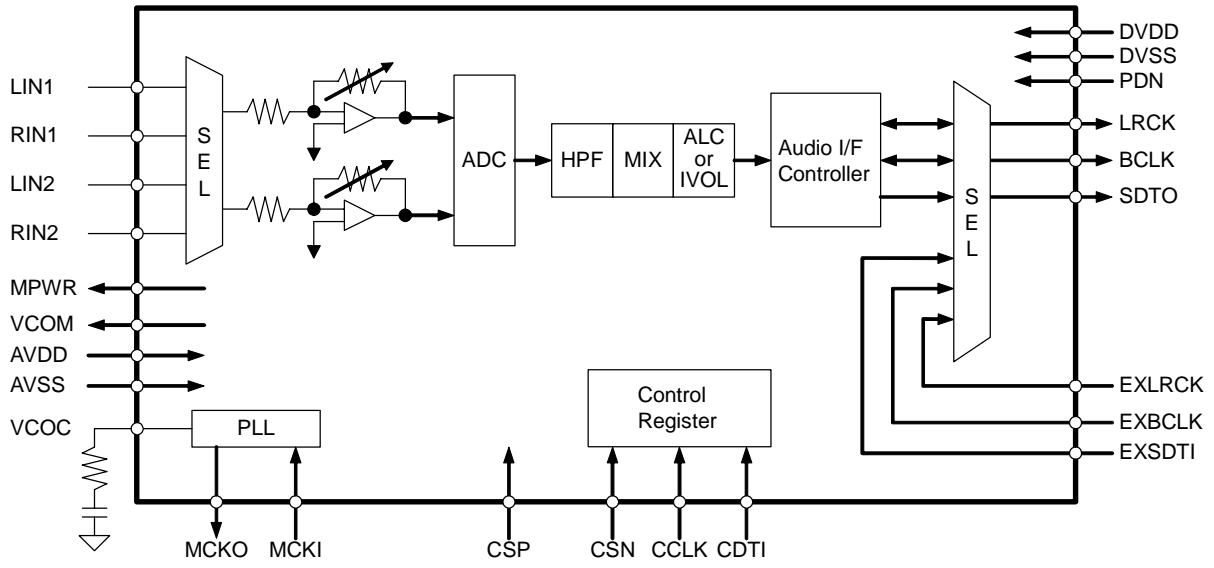 LIN1
RIN1
LIN2
RIN2
MPWR
VCOM
AVDD
AVSS
VCOC
S
E
L
ADC
HPF
MIX
ALC
or
IVOL
Audio I/F
Controller
S
E
L
DVDD
DVSS
PDN
LRCK
BCLK
SDTO
EXLRCK
EXBCLK
EXSDTI
PLL
Control
Register
MCKO
MCKI
CSP
CSN
CCLK
CDTI